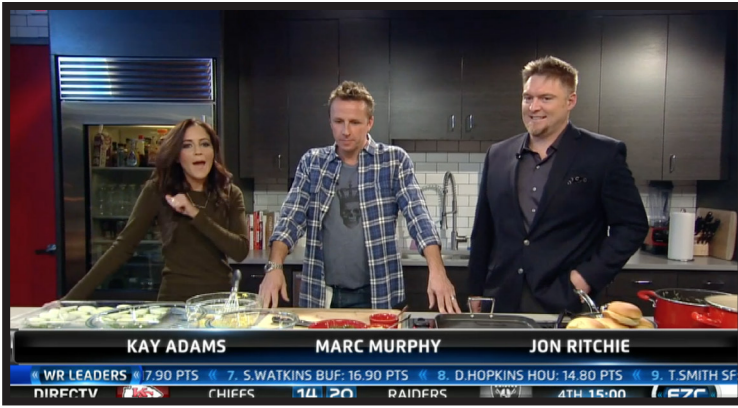 KAY ADAMS MARC MURPHY JON RITCHIE
WR LEADERS « 7.90 PTS « 7. S.WATKINS BUF: 16.90 PTS « 8. D.HOPKINS HOU: 14.80 PTS « 9. T.SMITH SF
DIRECTV CHIEFS 14 20 RAIDERS 4TH 15:00 FZC